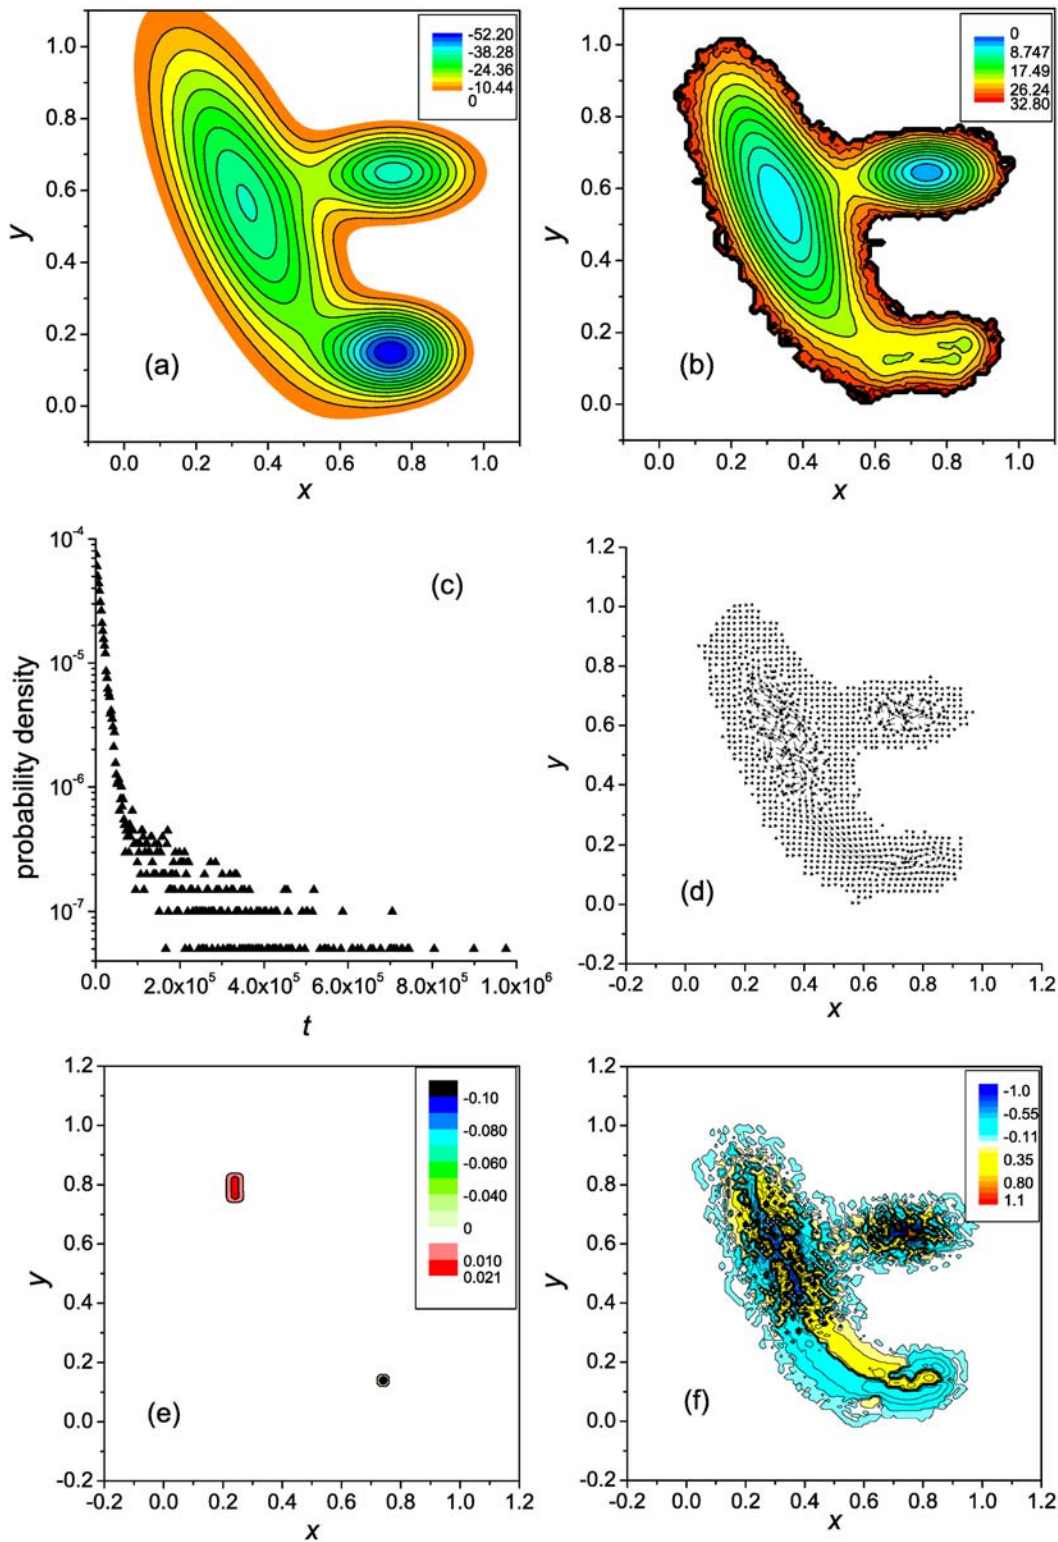 1.0
0.8
0.6
0.4
0.2
0.0
y
-52.20
-38.28
-24.36
-10.44
0
(a)
0.0 0.2 0.4 0.6 0.8 1.0
x
1.0
0.8
0.6
0.4
0.2
0.0
y
0
8.747
17.49
26.24
32.80
(b)
0.0 0.2 0.4 0.6 0.8 1.0
x
10^-4
10^-5
10^-6
10^-7
probability density
(c)
0.0 2.0x10^5 4.0x10^5 6.0x10^5 8.0x10^5 1.0x10^6
t
1.2
1.0
0.8
0.6
0.4
0.2
0.0
-0.2
y
(d)
-0.2 0.0 0.2 0.4 0.6 0.8 1.0 1.2
x
1.2
1.0
0.8
0.6
0.4
0.2
0.0
-0.2
y
-0.10
-0.080
-0.060
-0.040
0
0.010
0.021
(e)
-0.2 0.0 0.2 0.4 0.6 0.8 1.0 1.2
x
1.2
1.0
0.8
0.6
0.4
0.2
0.0
-0.2
y
-1.0
-0.55
-0.11
0.35
0.80
1.1
(f)
-0.2 0.0 0.2 0.4 0.6 0.8 1.0 1.2
x